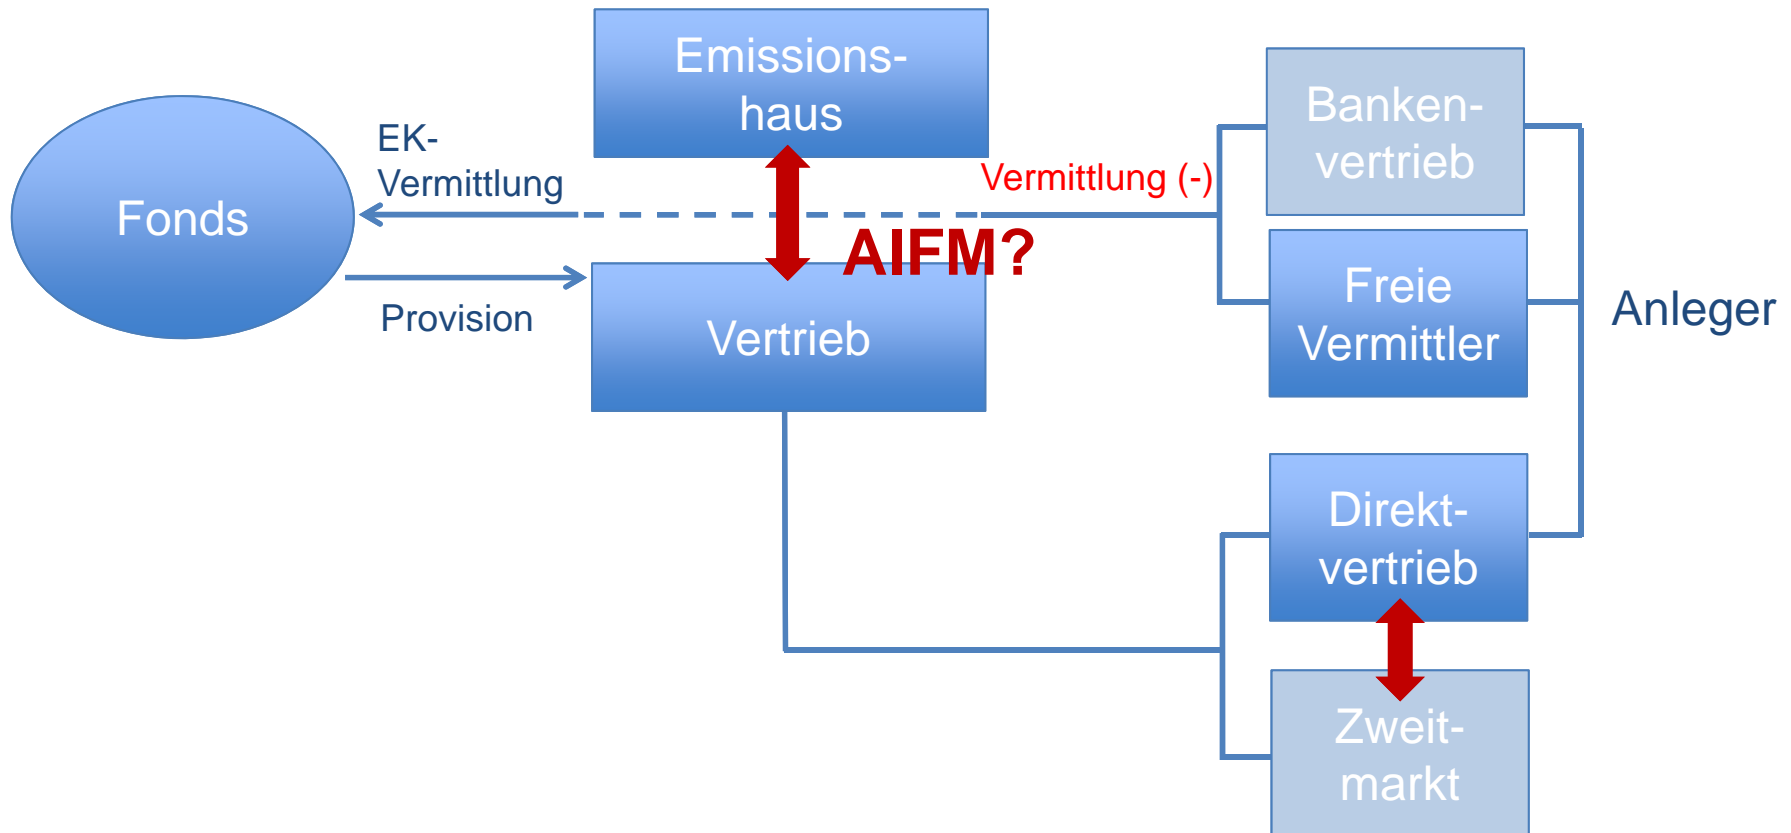 Emissions-
haus
Fonds
EK-
Vermittlung
Provision
AIFM?
Vertrieb
Vermittlung (-)
Banken-
vertrieb
Freie
Vermittler
Anleger
Direkt-
vertrieb
Zweit-
markt